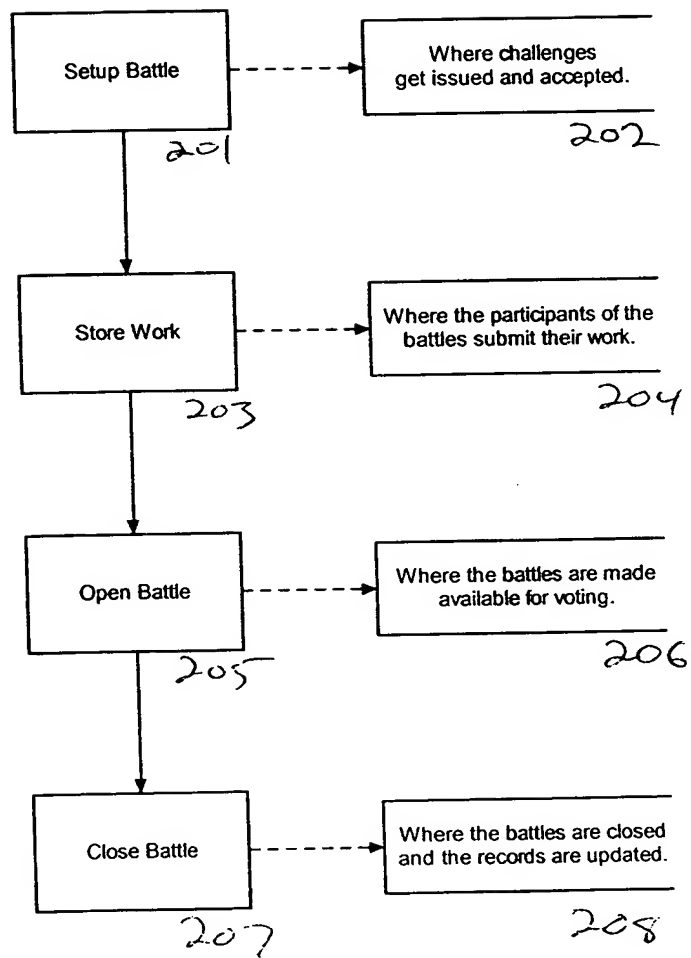 Setup Battle
Where challenges
get issued and accepted.
201
202
Store Work
Where the participants of the
battles submit their work.
203
204
Open Battle
Where the battles are made
available for voting.
205
206
Close Battle
Where the battles are closed
and the records are updated.
207
208